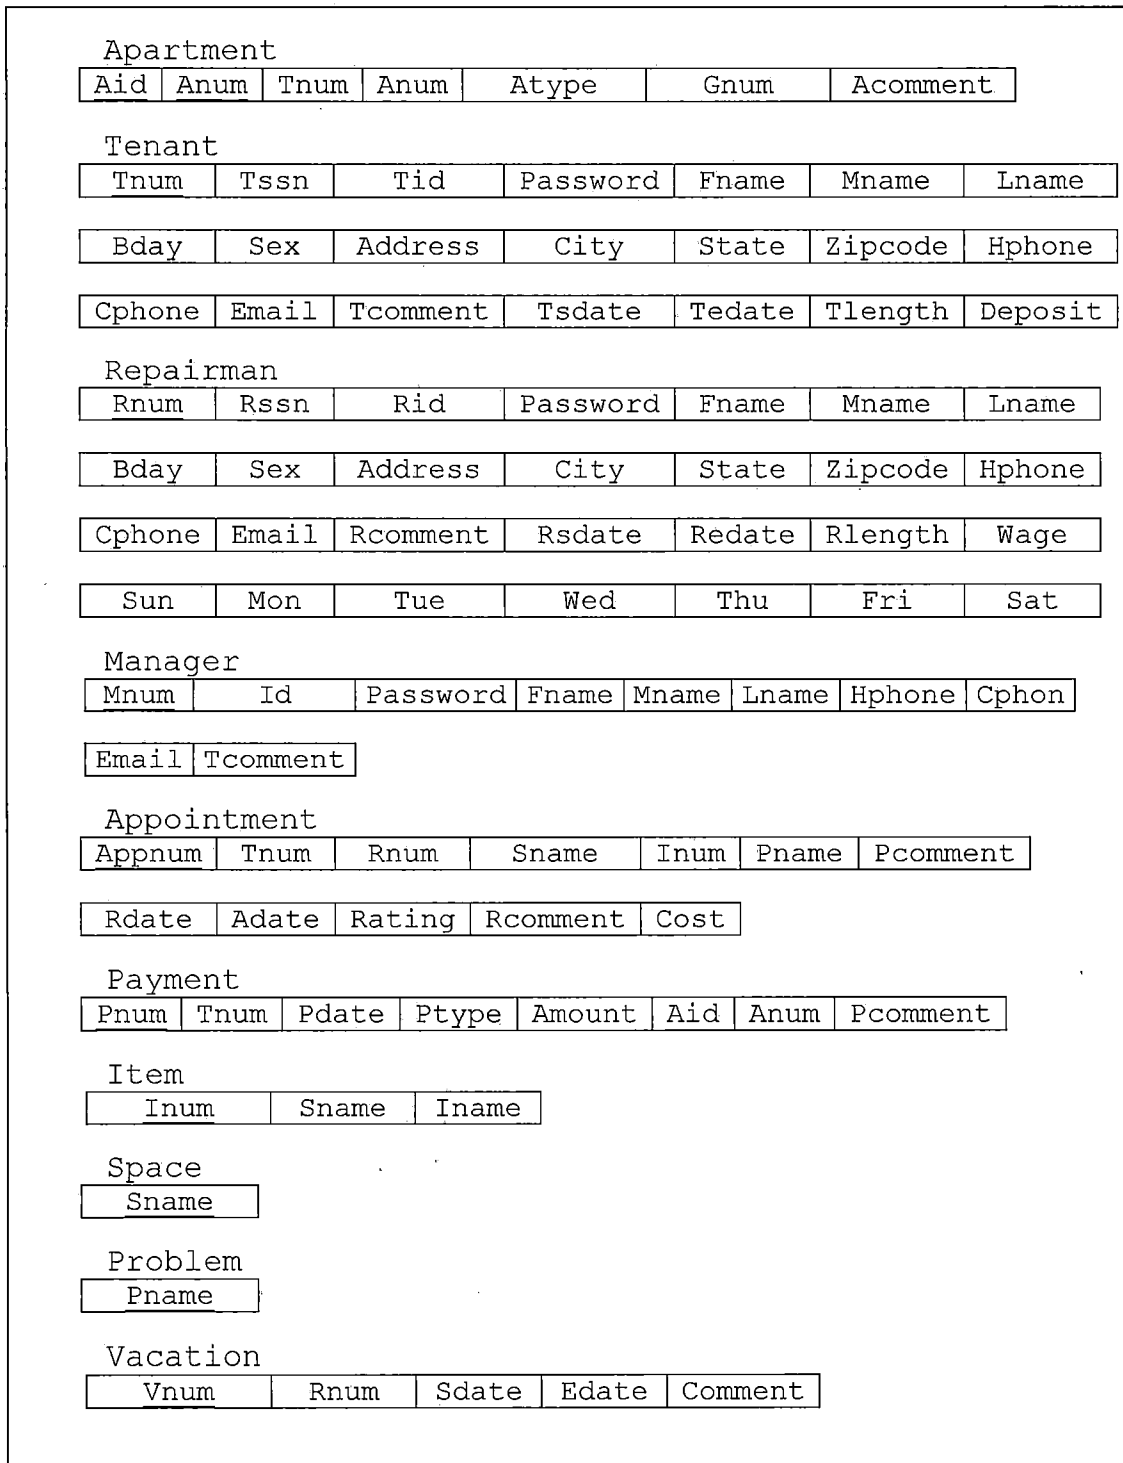 Apartment
Aid Anum Tnum Anum Atype Gnum Acomment
Tenant
Tnum Tssn Tid Password Fname Mname Lname
Bday Sex Address City State Zipcode Hphone
Cphone Email Tcomment Tsdate Tedate Tlength Deposit
Repairman
Rnum Rssn Rid Password Fname Mname Lname
Bday Sex Address City State Zipcode Hphone
Cphone Email Rcomment Rsdate Redate Rlength Wage
Sun Mon Tue Wed Thu Fri Sat
Manager
Mnum Id Password Fname Mname Lname Hphone Cphon
Email Tcomment
Appointment
Appnum Tnum Rnum Sname Inum Pname Pcomment
Rdate Adate Rating Rcomment Cost
Payment
Pnum Tnum Pdate Ptype Amount Aid Anum Pcomment
Item
Inum Sname Iname
Space
Sname
Problem
Pname
Vacation
Vnum Rnum Sdate Edate Comment